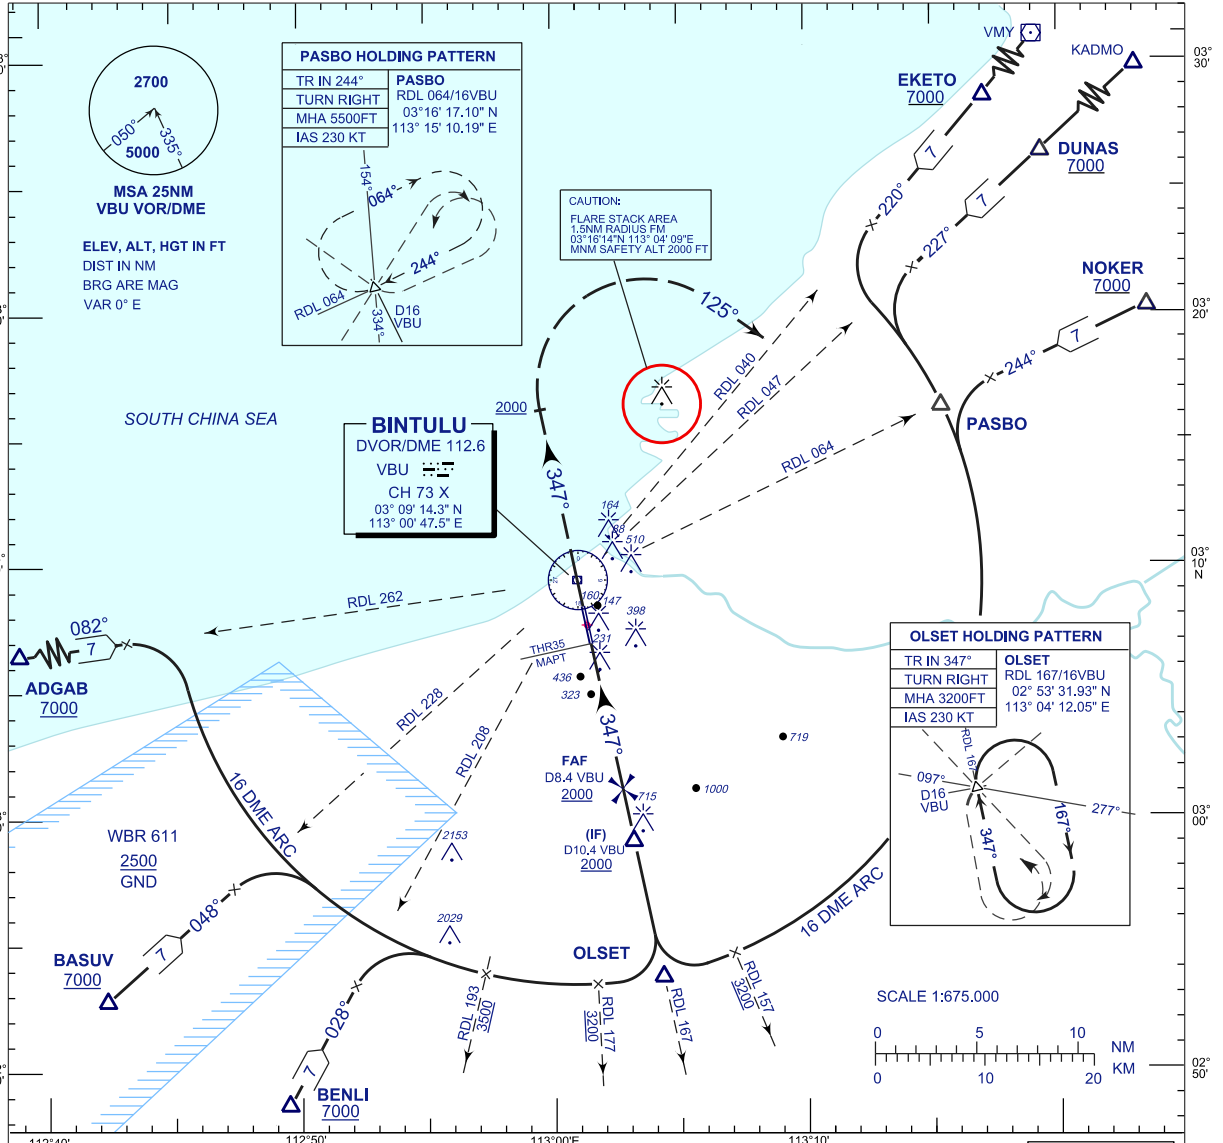 2700
050°
335°
5000
MSA 25NM
VBU VOR/DME
ELEV, ALT, HGT IN FT
DIST IN NM
BRG ARE MAG
VAR 0° E
PASBO HOLDING PATTERN
TR IN 244°
TURN RIGHT
MHA 5500FT
IAS 230 KT
PASBO
RDL 064/16VBU
03°16' 17.10" N
113° 15' 10.19" E
154°
064°
244°
RDL 064
334°
D16
VBU
CAUTION:
FLARE STACK AREA
1.5NM RADIUS FM
03°16'14"N 113° 04' 09"E
MNM SAFETY ALT 2000 FT
VMY
KADMO
03°
30'
EKETO
7000
DUNAS
7000
7
7
220°
227°
NOKER
7000
7
244°
03°
20'
125°
RDL 040
RDL 047
RDL 064
PASBO
SOUTH CHINA SEA
2000
BINTULU
DVOR/DME 112.6
VBU
CH 73 X
03° 09' 14.3" N
113° 00' 47.5" E
347°
164
88
510
03°
10'
N
160
147
398
231
THR35
MAPT
436
323
RDL 262
082°
7
ADGAB
7000
RDL 228
RDL 208
347°
719
1000
FAF
D8.4 VBU
2000
715
(IF)
D10.4 VBU
2000
OLSET HOLDING PATTERN
TR IN 347°
TURN RIGHT
MHA 3200FT
IAS 230 KT
OLSET
RDL 167/16VBU
02° 53' 31.93" N
113° 04' 12.05" E
RDL 167
097°
D16
VBU
277°
167°
347°
03°
00'
16 DME ARC
WBR 611
2500
GND
2153
2029
048°
7
BASUV
7000
16 DME ARC
OLSET
RDL 193
3500
RDL 177
3200
RDL 167
RDL 157
3200
028°
7
BENLI
7000
SCALE 1:675.000
0 5 10
NM
KM
0 10 20
02°
50'
112°40'
112°50'
113°00'E
113°10'